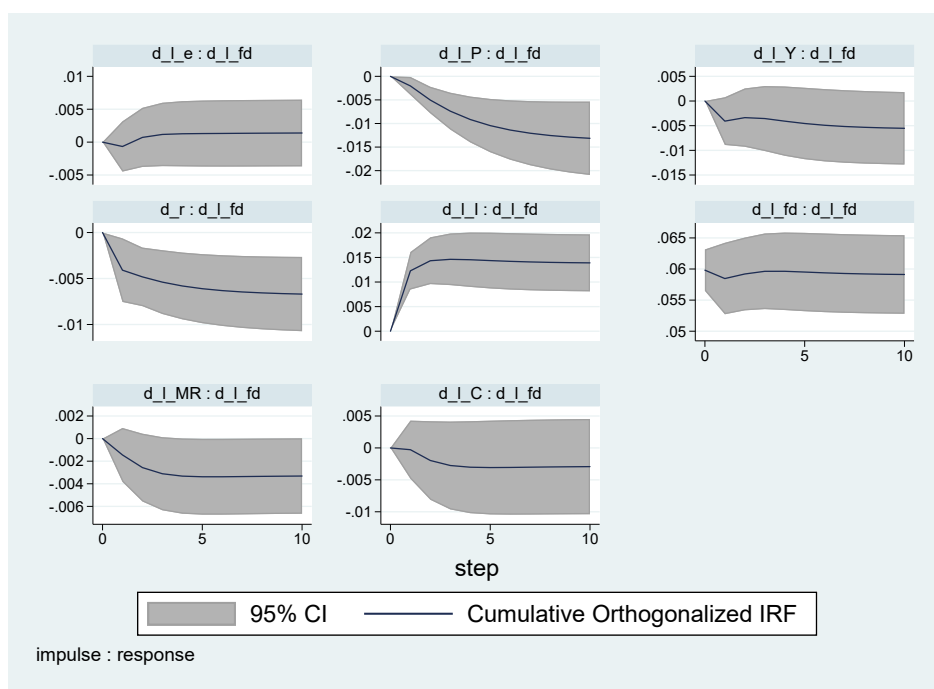 d_l_e : d_l_fd
.01
.005
0
-.005
d_l_P : d_l_fd
0
-.005
-.01
-.015
-.02
d_l_Y : d_l_fd
.005
0
-.005
-.01
-.015
d_r : d_l_fd
0
-.005
-.01
d_l_I : d_l_fd
.02
.015
.01
.005
0
d_l_fd : d_l_fd
.065
.06
.055
.05
0 5 10
d_l_MR : d_l_fd
.002
0
-.002
-.004
-.006
0 5 10
d_l_C : d_l_fd
.005
0
-.005
-.01
0 5 10
step
95% CI Cumulative Orthogonalized IRF
impulse : response